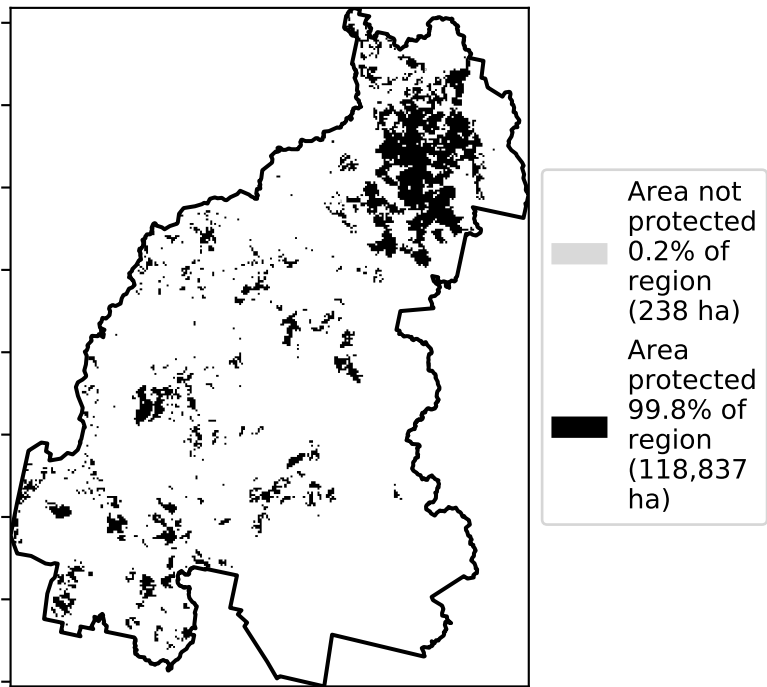 Area not
protected
0.2% of
region
(238 ha)
Area
protected
99.8% of
region
(118,837
ha)